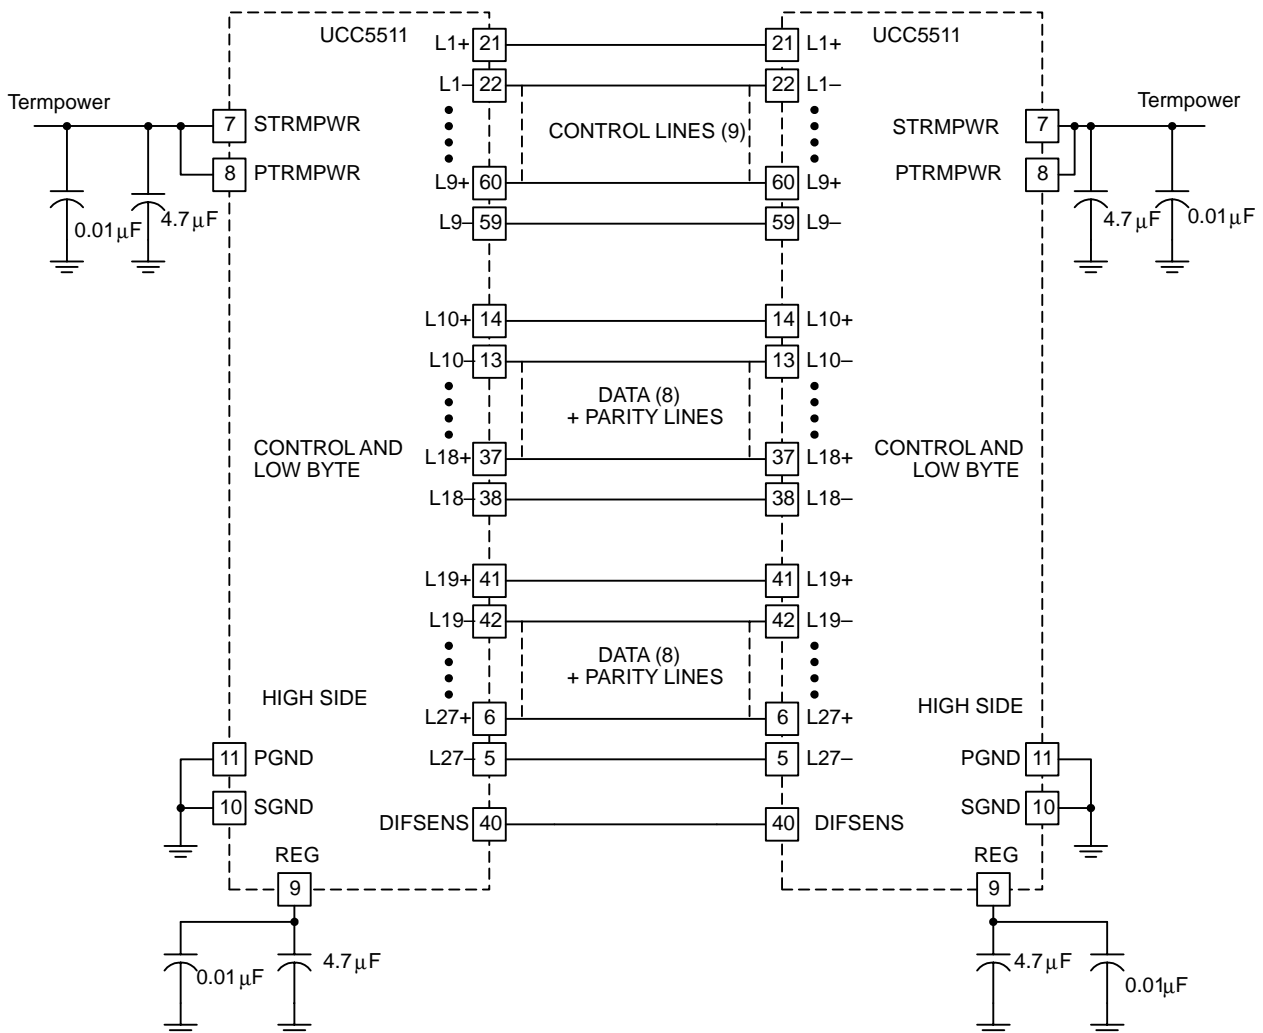 UCC5511 L1+ 21 21 L1+ UCC5511
L1– 22 22 L1–
Termpower Termpower
7 STRMPWR CONTROL LINES (9) STRMPWR 7
8 PTRMPWR L9+ 60 60 L9+ PTRMPWR 8
0.01µF 4.7µF L9– 59 59 L9– 4.7µF 0.01µF
L10+ 14 14 L10+
L10– 13 13 L10–
DATA (8)
+ PARITY LINES
CONTROL AND
LOW BYTE
L18+ 37 37 L18+
CONTROL AND
LOW BYTE
L18– 38 38 L18–
L19+ 41 41 L19+
L19– 42 42 L19–
DATA (8)
+ PARITY LINES
HIGH SIDE HIGH SIDE
L27+ 6 6 L27+
11 PGND L27– 5 5 L27– PGND 11
10 SGND SGND 10
DIFSENS 40 40 DIFSENS
REG REG
9 9
0.01µF 4.7µF 4.7µF 0.01µF